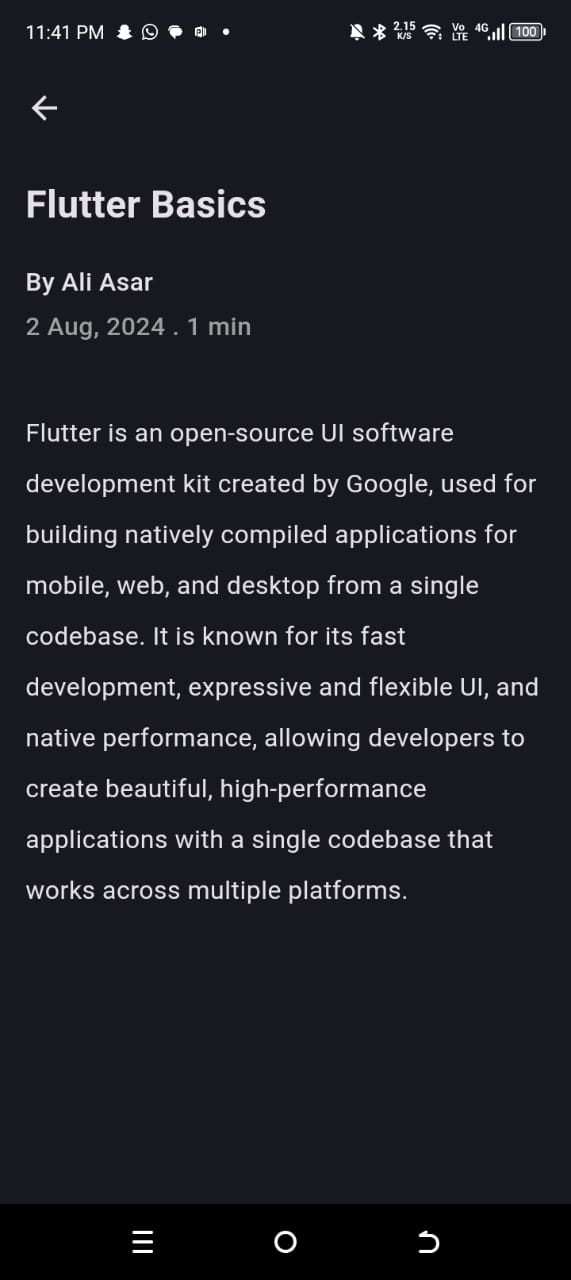 11:41 PM 2.15 K/S Vo LTE 4G 100
Flutter Basics
By Ali Asar
2 Aug, 2024 . 1 min
Flutter is an open-source UI software
development kit created by Google, used for
building natively compiled applications for
mobile, web, and desktop from a single
codebase. It is known for its fast
development, expressive and flexible UI, and
native performance, allowing developers to
create beautiful, high-performance
applications with a single codebase that
works across multiple platforms.